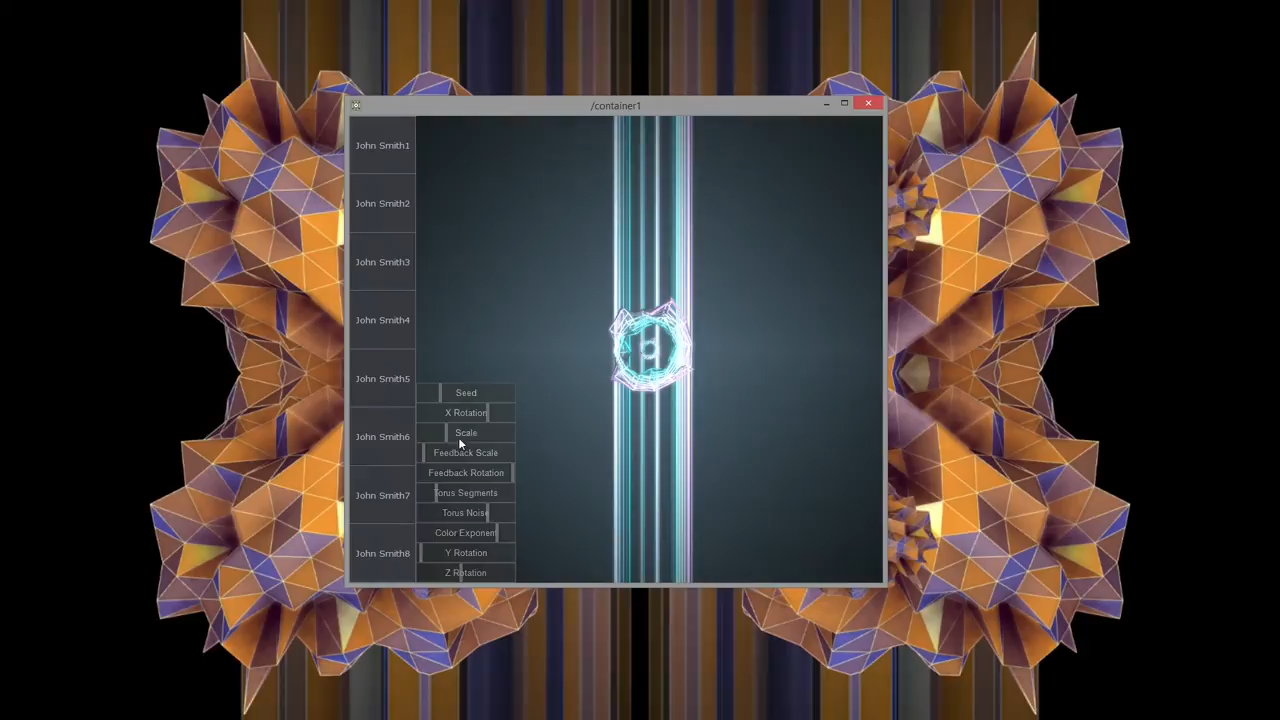 /container1
John Smith1
John Smith2
John Smith3
John Smith4
John Smith5
John Smith6
John Smith7
John Smith8
Seed
X Rotation
Scale
Feedback Scale
Feedback Rotation
Torus Segments
Torus Noise
Color Exponent
Y Rotation
Z Rotation